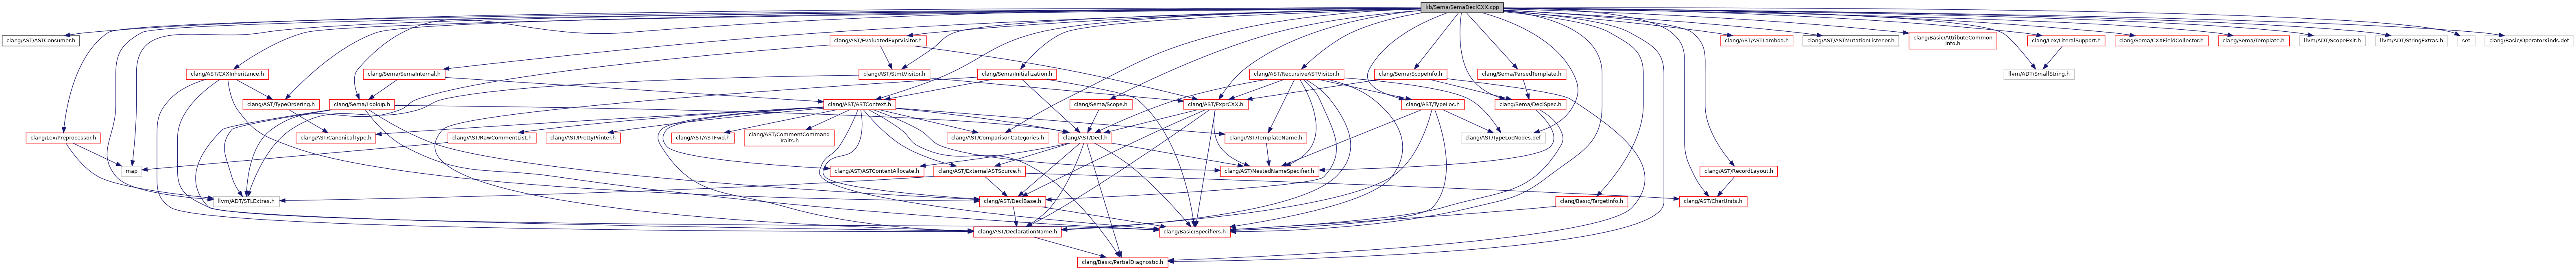 lib/Sema/SemaDeclCXX.cpp
clang/AST/ASTConsumer.h
clang/AST/EvaluatedExprVisitor.h
clang/AST/ASTLambda.h
clang/AST/ASTMutationListener.h
clang/Basic/AttributeCommon
Info.h
clang/Lex/LiteralSupport.h
clang/Sema/CXXFieldCollector.h
clang/Sema/Template.h
llvm/ADT/ScopeExit.h
llvm/ADT/StringExtras.h
set
clang/Basic/OperatorKinds.def
clang/AST/CXXInheritance.h
clang/Sema/SemaInternal.h
clang/AST/StmtVisitor.h
clang/Sema/Initialization.h
clang/AST/RecursiveASTVisitor.h
clang/Sema/ScopeInfo.h
clang/Sema/ParsedTemplate.h
llvm/ADT/SmallString.h
clang/AST/TypeOrdering.h
clang/Sema/Lookup.h
clang/AST/ASTContext.h
clang/Sema/Scope.h
clang/AST/ExprCXX.h
clang/AST/TypeLoc.h
clang/Sema/DeclSpec.h
clang/Lex/Preprocessor.h
clang/AST/CanonicalType.h
clang/AST/RawCommentList.h
clang/AST/PrettyPrinter.h
clang/AST/ASTFwd.h
clang/AST/CommentCommand
Traits.h
clang/AST/ComparisonCategories.h
clang/AST/Decl.h
clang/AST/TemplateName.h
clang/AST/TypeLocNodes.def
map
clang/AST/ASTContextAllocate.h
clang/AST/ExternalASTSource.h
clang/AST/NestedNameSpecifier.h
clang/AST/RecordLayout.h
llvm/ADT/STLExtras.h
clang/AST/DeclBase.h
clang/Basic/TargetInfo.h
clang/AST/CharUnits.h
clang/AST/DeclarationName.h
clang/Basic/Specifiers.h
clang/Basic/PartialDiagnostic.h